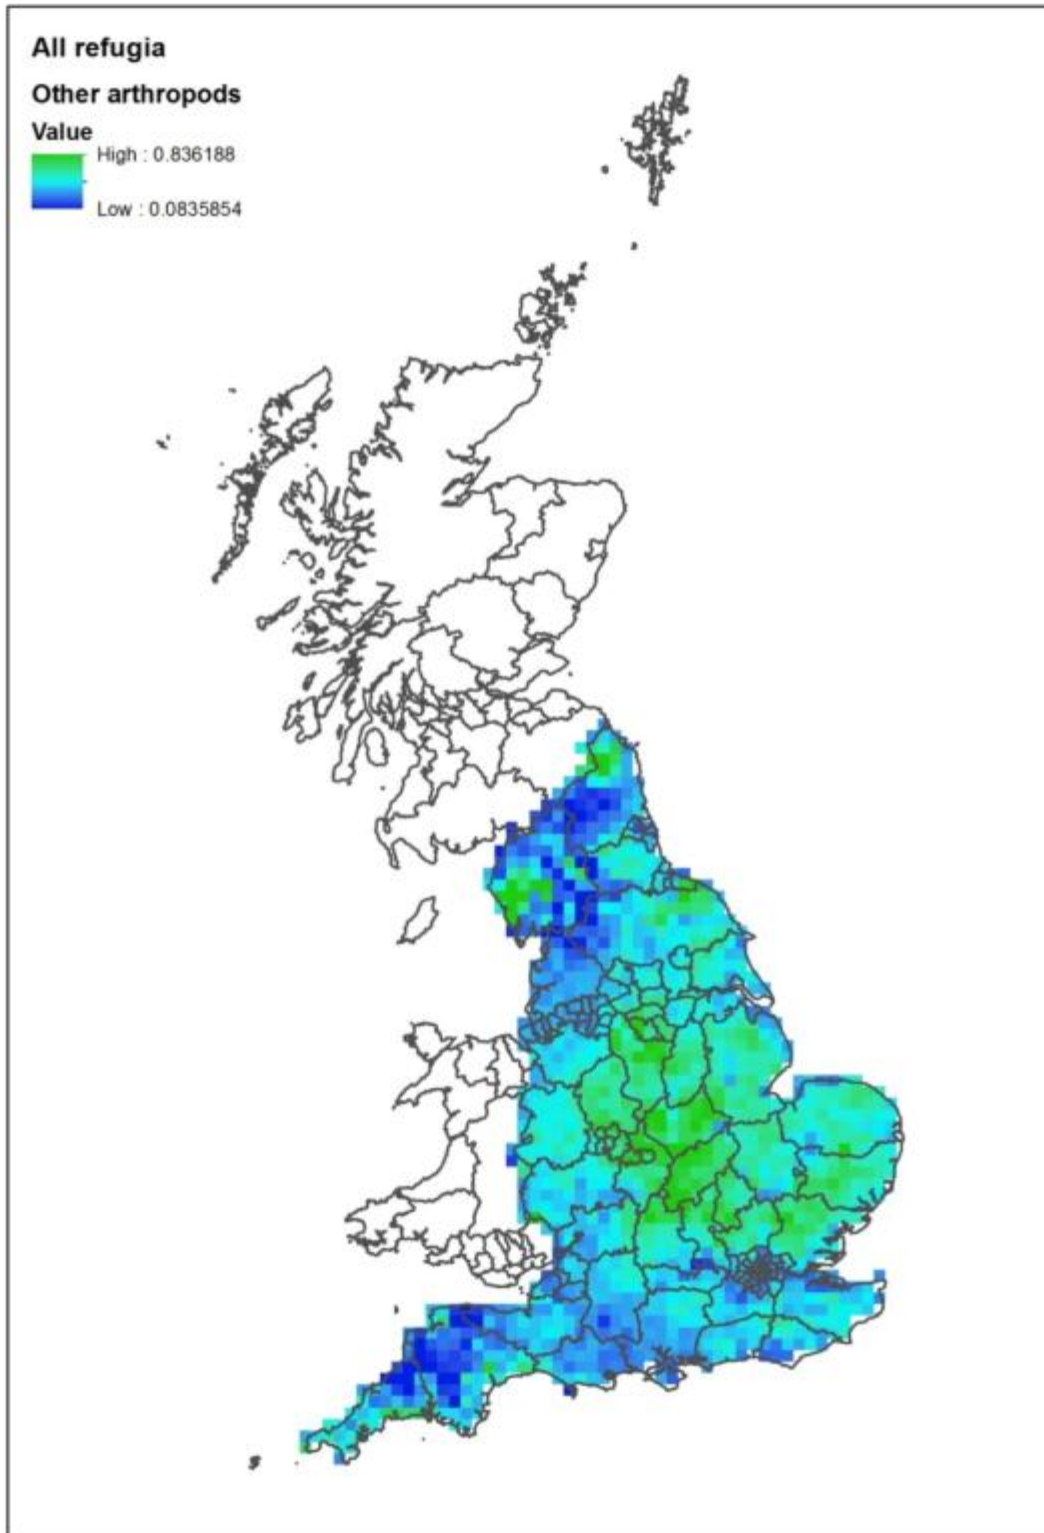 All refugia
Other arthropods
Value
High : 0.836188
Low : 0.0835854